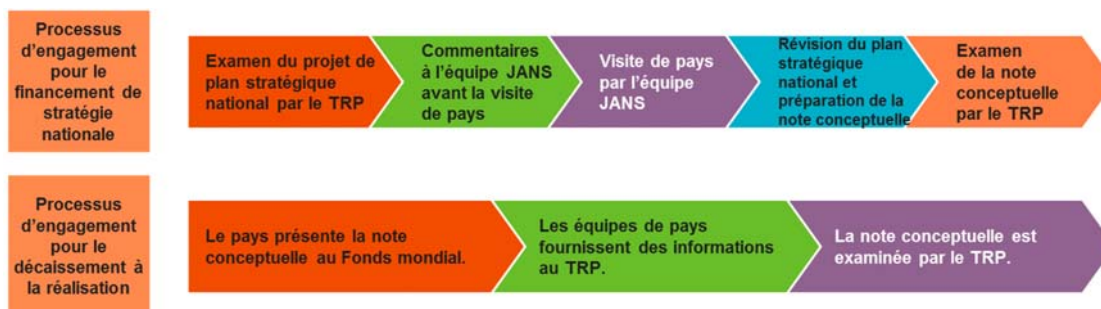 Processus
d'engagement
pour le
financement de
stratégie
nationale
Examen du projet de
plan stratégique
national par le TRP
Commentaires
à l'équipe JANS
avant la visite
de pays
Visite de pays
par l'équipe
JANS
Révision du plan
stratégique
national et
préparation de la
note conceptuelle
Examen
de la note
conceptuelle
par le TRP
Processus
d'engagement
pour le
décaissement à
la réalisation
Le pays présente la note
conceptuelle au Fonds mondial.
Les équipes de pays
fournissent des informations
au TRP.
La note conceptuelle est
examinée par le TRP.